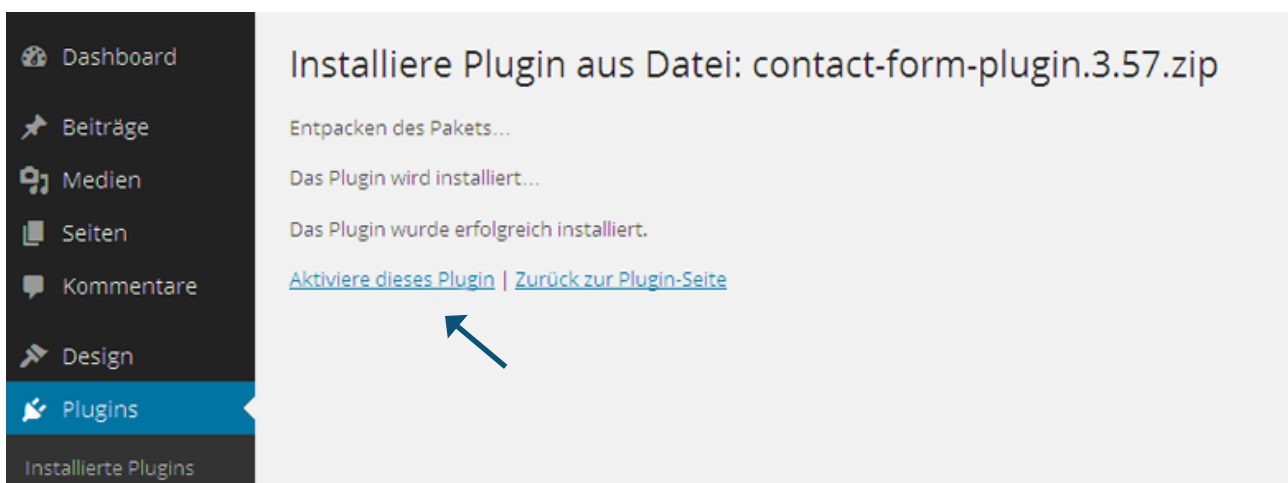 Dashboard
Beiträge
Medien
Seiten
Kommentare
Design
Plugins
Installierte Plugins
Installiere Plugin aus Datei: contact-form-plugin.3.57.zip
Entpacken des Pakets…
Das Plugin wird installiert…
Das Plugin wurde erfolgreich installiert.
Aktiviere dieses Plugin | Zurück zur Plugin-Seite